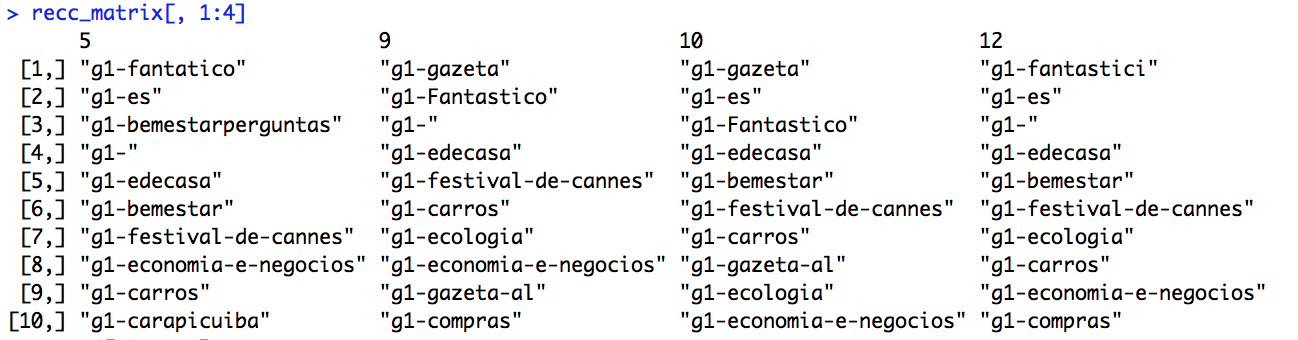 > recc_matrix[, 1:4]
5 9 10 12
[1,] "g1-fantatico" "g1-gazeta" "g1-gazeta" "g1-fantastici"
[2,] "g1-es" "g1-Fantastico" "g1-es" "g1-es"
[3,] "g1-bemestarperguntas" "g1-" "g1-Fantastico" "g1-"
[4,] "g1-" "g1-edecasa" "g1-edecasa" "g1-edecasa"
[5,] "g1-edecasa" "g1-festival-de-cannes" "g1-bemestar" "g1-bemestar"
[6,] "g1-bemestar" "g1-carros" "g1-festival-de-cannes" "g1-festival-de-cannes"
[7,] "g1-festival-de-cannes" "g1-ecologia" "g1-carros" "g1-ecologia"
[8,] "g1-economia-e-negocios" "g1-economia-e-negocios" "g1-gazeta-al" "g1-carros"
[9,] "g1-carros" "g1-gazeta-al" "g1-ecologia" "g1-economia-e-negocios"
[10,] "g1-carapicuiba" "g1-compras" "g1-economia-e-negocios" "g1-compras"